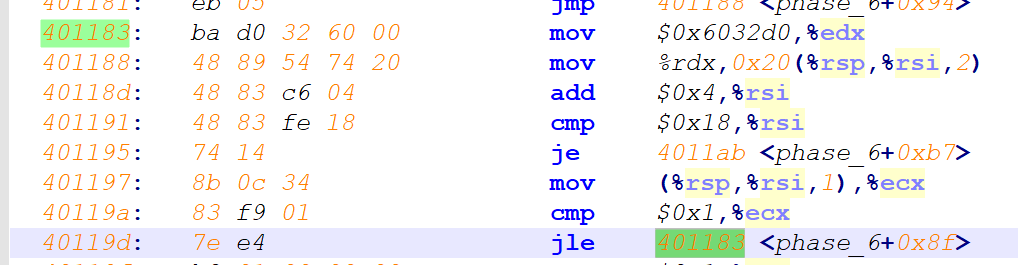 401181: eb 05 jmp 401188 <phase_6+0x94>
401183: ba d0 32 60 00 mov $0x6032d0,%edx
401188: 48 89 54 74 20 mov %rdx,0x20(%rsp,%rsi,2)
40118d: 48 83 c6 04 add $0x4,%rsi
401191: 48 83 fe 18 cmp $0x18,%rsi
401195: 74 14 je 4011ab <phase_6+0xb7>
401197: 8b 0c 34 mov (%rsp,%rsi,1),%ecx
40119a: 83 f9 01 cmp $0x1,%ecx
40119d: 7e e4 jle 401183 <phase_6+0x8f>